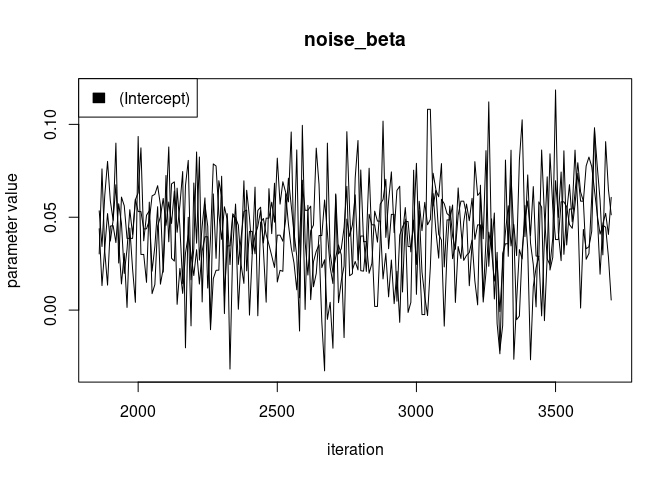 noise_beta
(Intercept)
parameter value
0.10
0.05
0.00
2000
2500
3000
3500
iteration